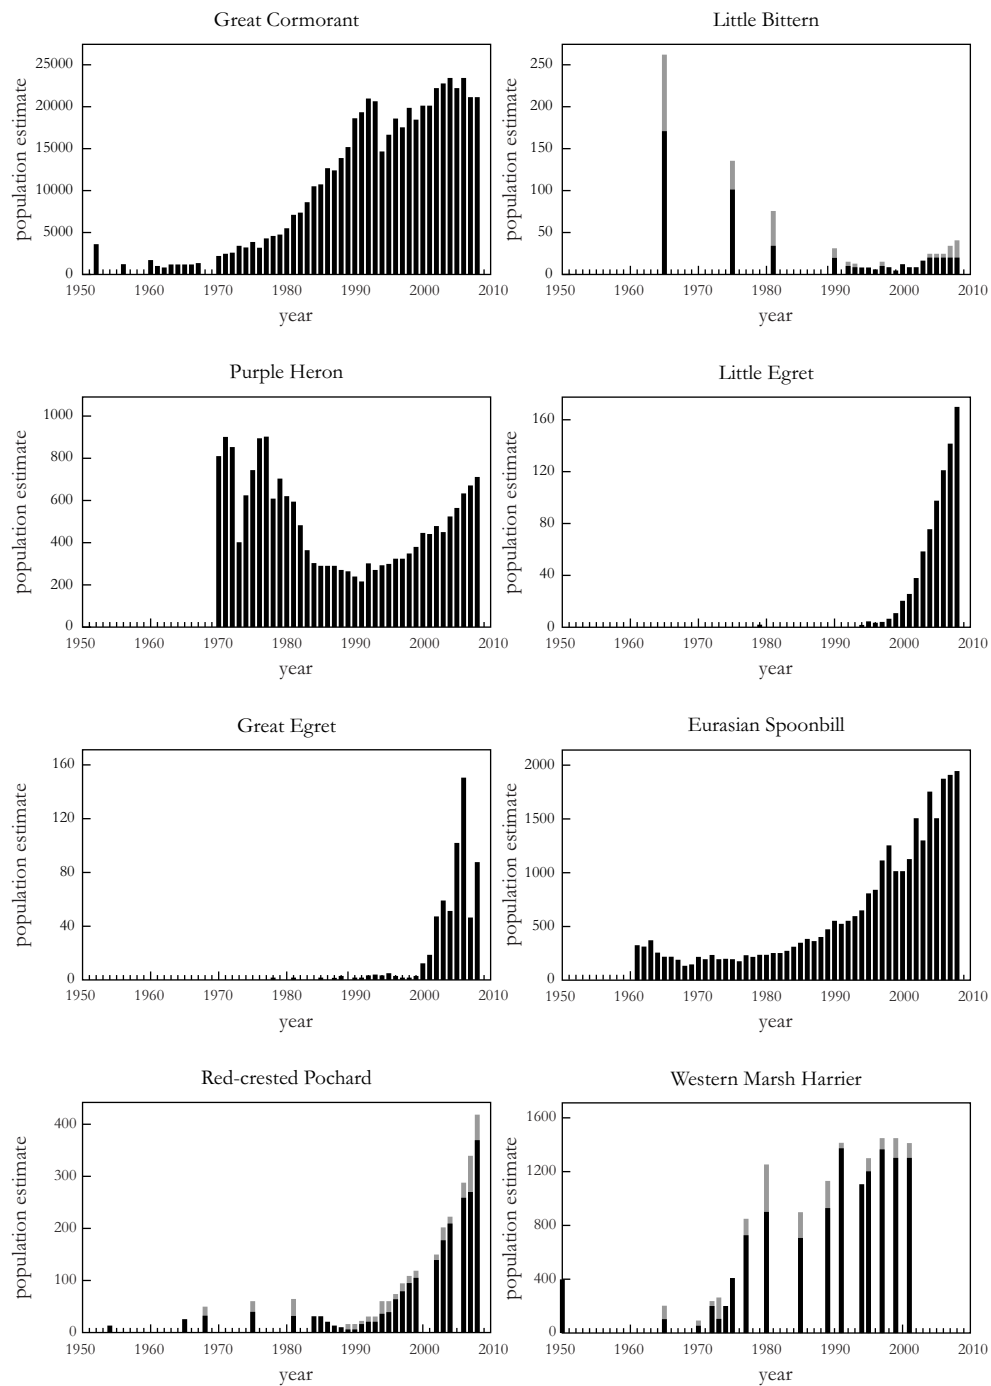 Great Cormorant
population estimate
25000
20000
15000
10000
5000
0
1950 1960 1970 1980 1990 2000 2010
year
Little Bittern
population estimate
250
200
150
100
50
0
1950 1960 1970 1980 1990 2000 2010
year
Purple Heron
population estimate
1000
800
600
400
200
0
1950 1960 1970 1980 1990 2000 2010
year
Little Egret
population estimate
160
120
80
40
0
1950 1960 1970 1980 1990 2000 2010
year
Great Egret
population estimate
160
120
80
40
0
1950 1960 1970 1980 1990 2000 2010
year
Eurasian Spoonbill
population estimate
2000
1500
1000
500
0
1950 1960 1970 1980 1990 2000 2010
year
Red-crested Pochard
population estimate
400
300
200
100
0
1950 1960 1970 1980 1990 2000 2010
year
Western Marsh Harrier
population estimate
1600
1200
800
400
0
1950 1960 1970 1980 1990 2000 2010
year